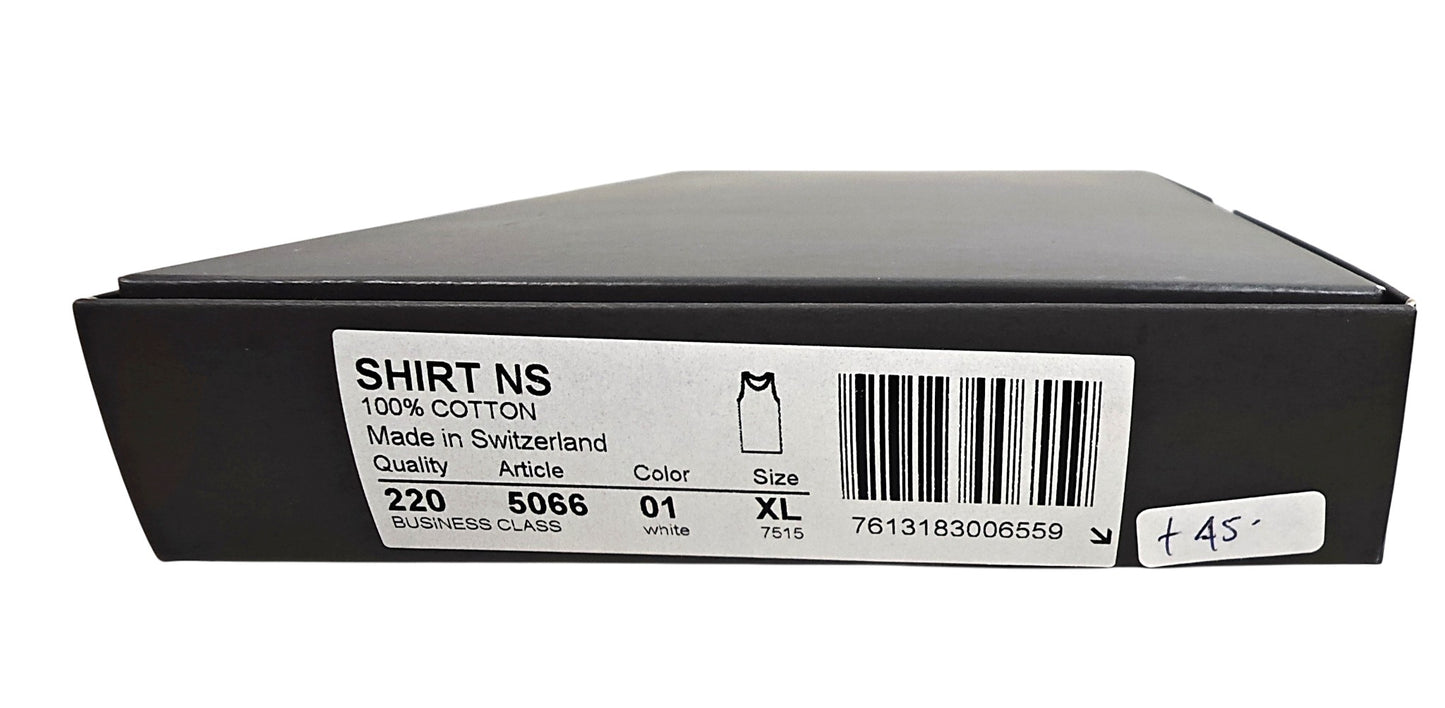 SHIRT NS
100% COTTON
Made in Switzerland
Quality Article Color Size
220 5066 01 XL
BUSINESS CLASS white 7515
7613183006559
+ 45.-